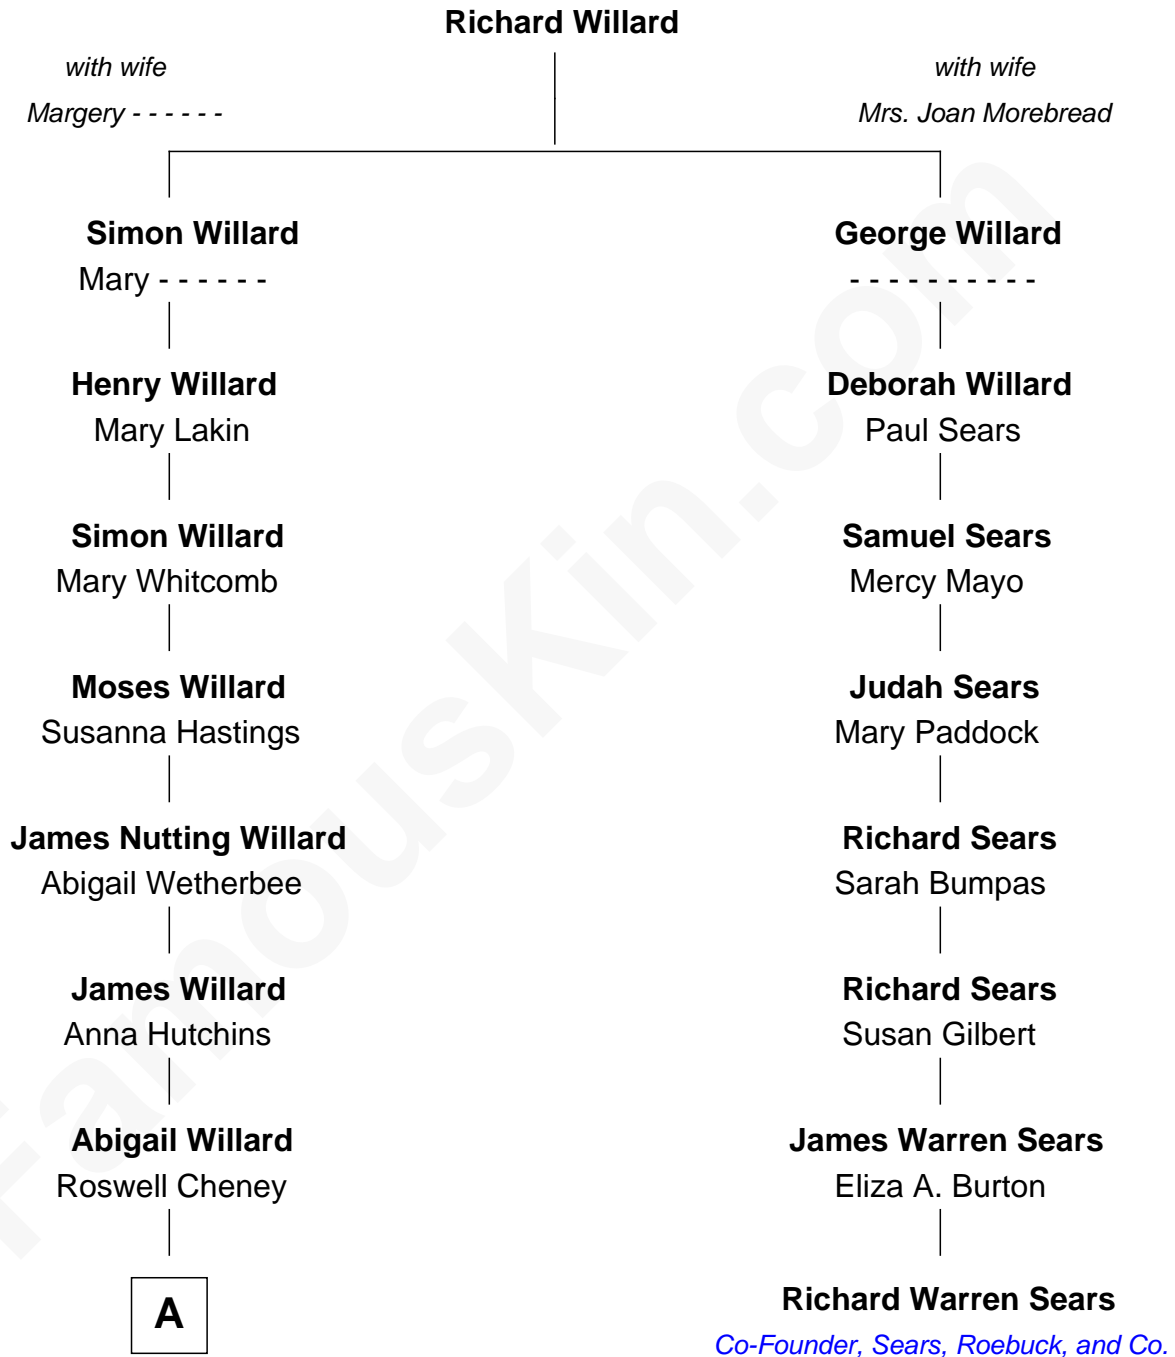 Richard Willard
with wife
Margery - - - - - -
with wife
Mrs. Joan Morebread
Simon Willard
Mary - - - - - -
George Willard
- - - - - - - - - -
Henry Willard
Mary Lakin
Deborah Willard
Paul Sears
Simon Willard
Mary Whitcomb
Samuel Sears
Mercy Mayo
Moses Willard
Susanna Hastings
Judah Sears
Mary Paddock
James Nutting Willard
Abigail Wetherbee
Richard Sears
Sarah Bumpas
James Willard
Anna Hutchins
Richard Sears
Susan Gilbert
Abigail Willard
Roswell Cheney
James Warren Sears
Eliza A. Burton
A
Richard Warren Sears
Co-Founder, Sears, Roebuck, and Co.
FamousKin.com